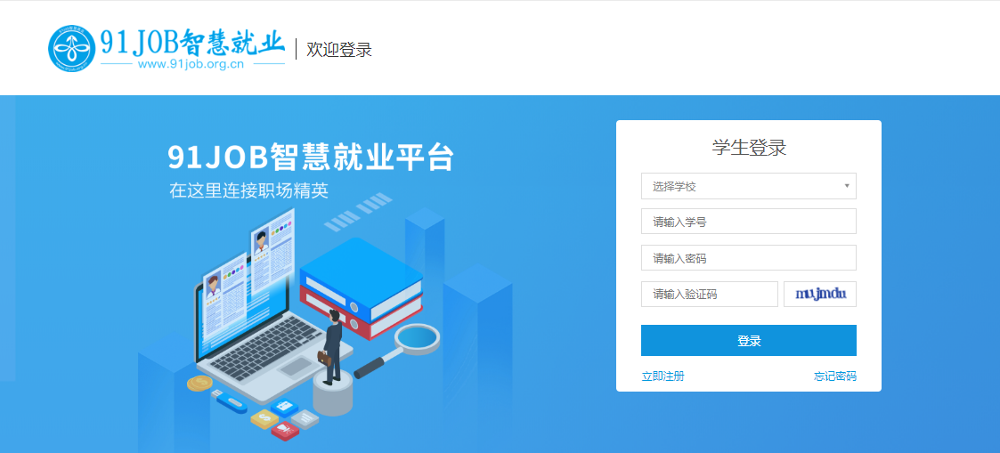 91JOB智慧就业
www.91job.org.cn
欢迎登录
91JOB智慧就业平台
在这里连接职场精英
学生登录
选择学校
请输入学号
请输入密码
请输入验证码
mujmdu
登录
立即注册
忘记密码